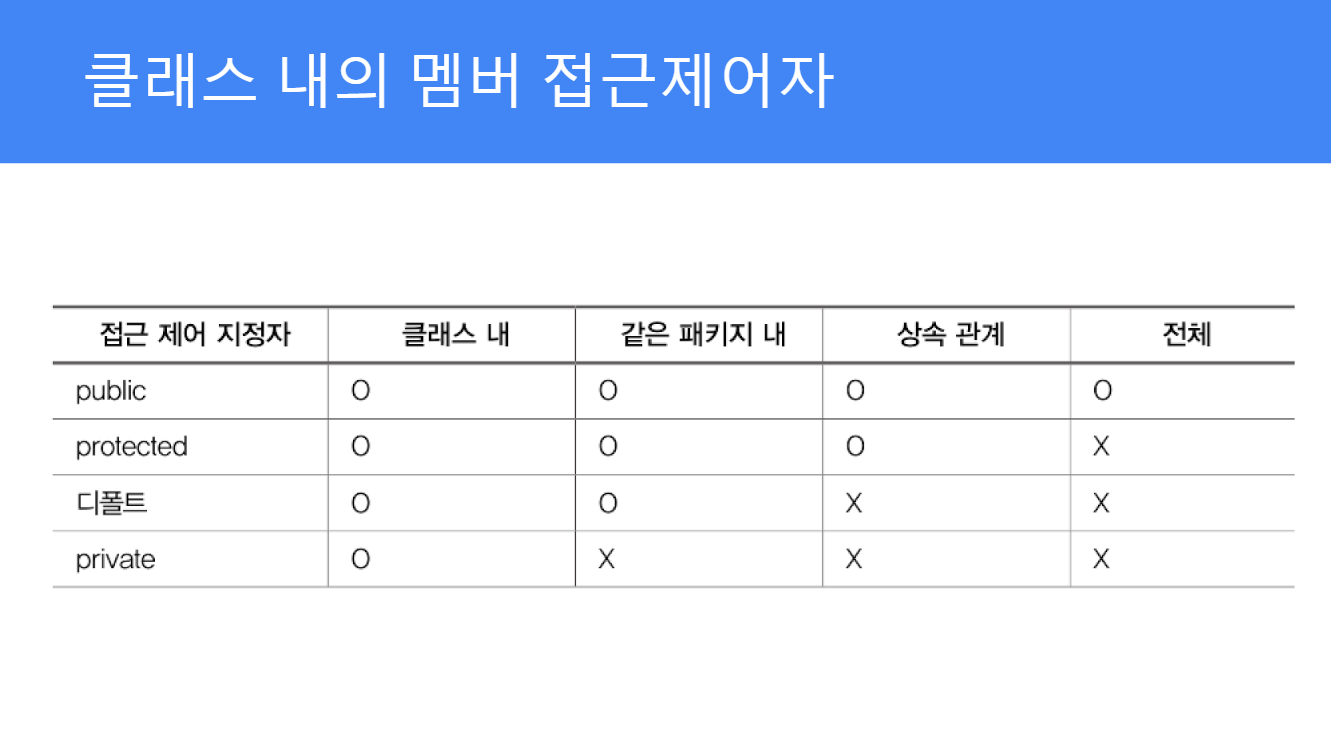 클래스 내의 멤버 접근제어자
접근 제어 지정자 클래스 내 같은 패키지 내 상속 관계 전체
public O O O O
protected O O O X
디폴트 O O X X
private O X X X